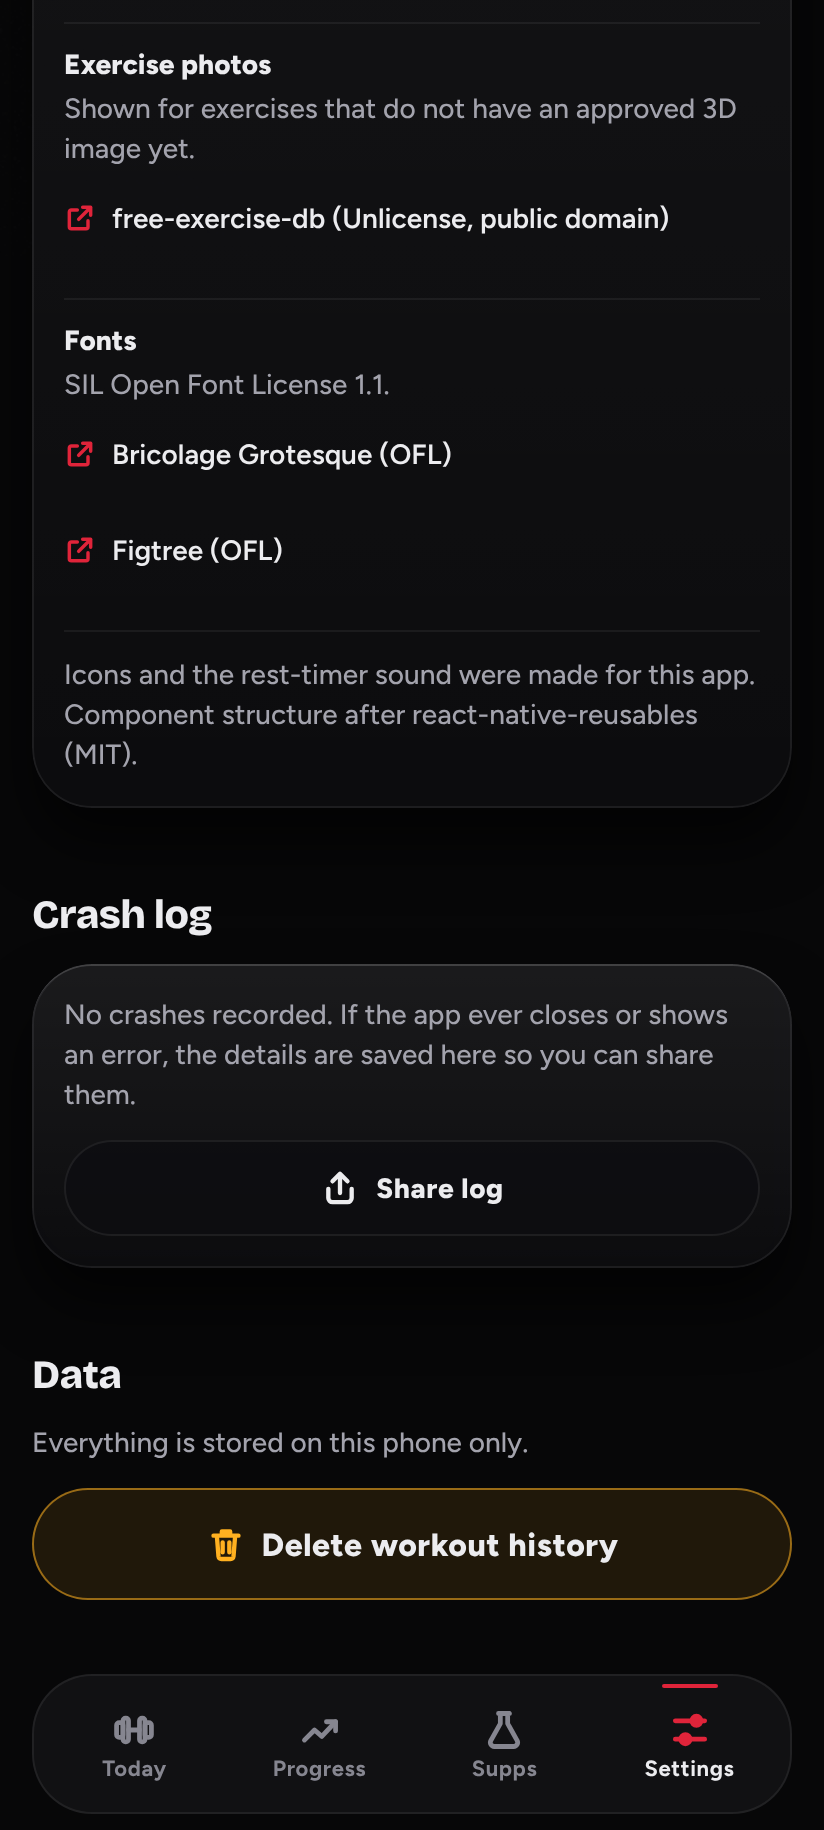 Exercise photos
Shown for exercises that do not have an approved 3D
image yet.
free-exercise-db (Unlicense, public domain)
Fonts
SIL Open Font License 1.1.
Bricolage Grotesque (OFL)
Figtree (OFL)
Icons and the rest-timer sound were made for this app.
Component structure after react-native-reusables
(MIT).
Crash log
No crashes recorded. If the app ever closes or shows
an error, the details are saved here so you can share
them.
Share log
Data
Everything is stored on this phone only.
Delete workout history
Today
Progress
Supps
Settings